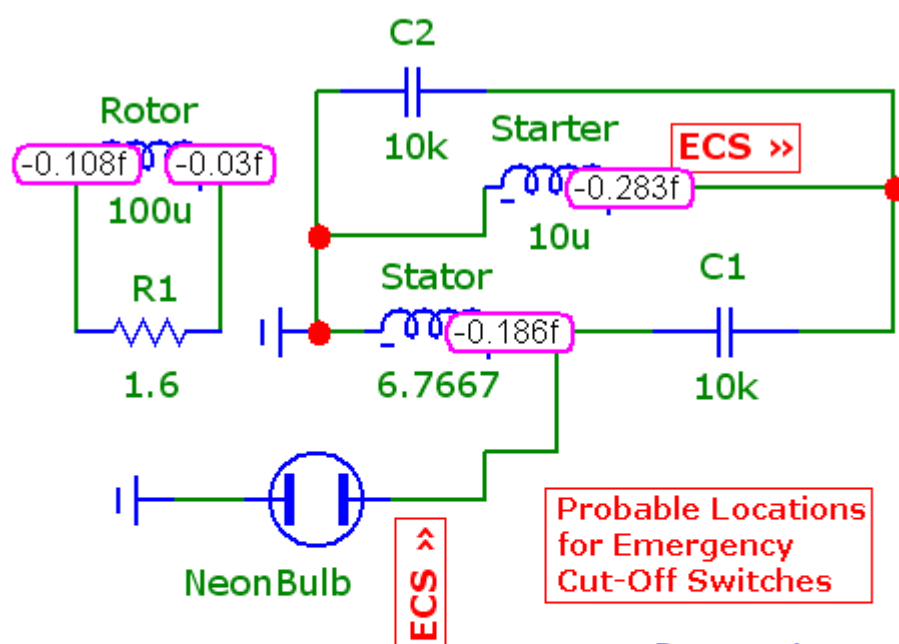 C2
10k
Rotor
-0.108f
-0.03f
100u
Starter
-0.283f
10u
ECS »
R1
1.6
Stator
-0.186f
6.7667
C1
10k
NeonBulb
ECS »
Probable Locations
for Emergency
Cut-Off Switches